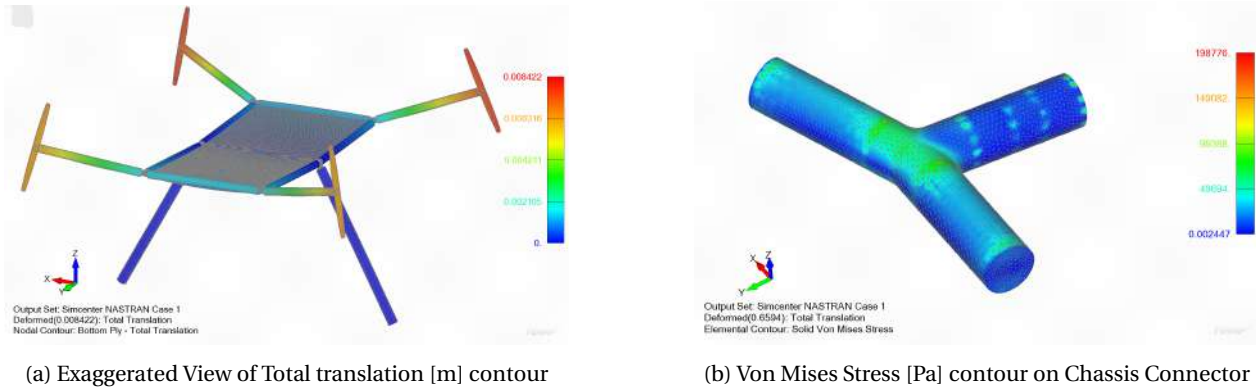 0.008422
0.006316
0.004211
0.002105
0.
Z
X
Y
Output Set: Simcenter NASTRAN Case 1
Deformed(0.008422): Total Translation
Nodal Contour: Bottom Ply - Total Translation
(a) Exaggerated View of Total translation [m] contour
198776.
149082.
49694.
0.002447
Z
X
Y
Output Set: Simcenter NASTRAN Case 1
Deformed(0.6594): Total Translation
Elemental Contour: Solid Von Mises Stress
(b) Von Mises Stress [Pa] contour on Chassis Connector